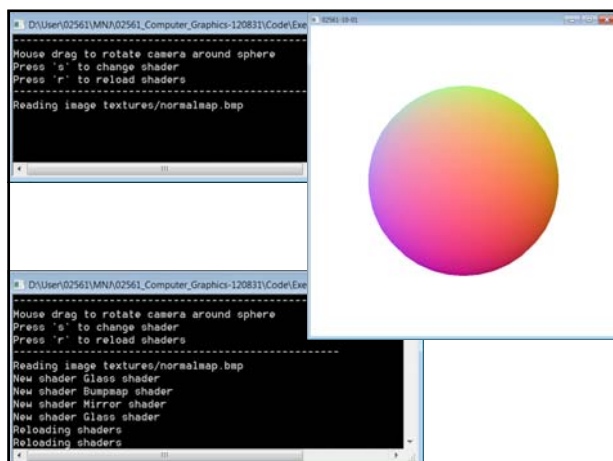 D:\User\02561\MNJ\02561_Computer_Graphics-120831\Code\Exe
Mouse drag to rotate camera around sphere
Press 's' to change shader
Press 'r' to reload shaders
Reading image textures/normalmap.bmp
02561-10-01
D:\User\02561\MNJ\02561_Computer_Graphics-120831\Code\Exe
Mouse drag to rotate camera around sphere
Press 's' to change shader
Press 'r' to reload shaders
Reading image textures/normalmap.bmp
New shader Glass shader
New shader Bumpmap shader
New shader Mirror shader
New shader Glass shader
Reloading shaders
Reloading shaders